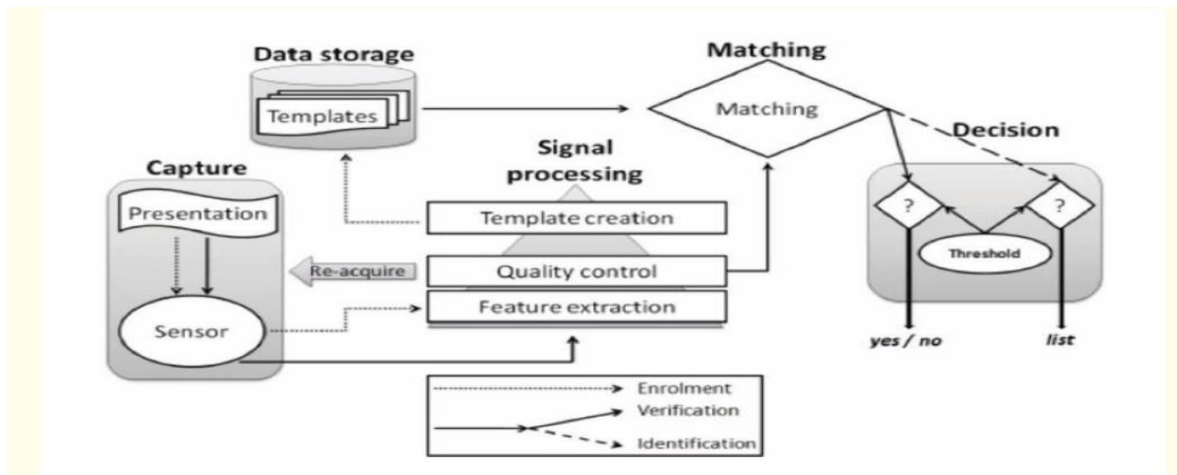 Data storage
Templates
Matching
Matching
Decision
?
?
Threshold
yes / no
list
Capture
Presentation
Sensor
Signal
processing
Template creation
Re-acquire
Quality control
Feature extraction
Enrolment
Verification
Identification